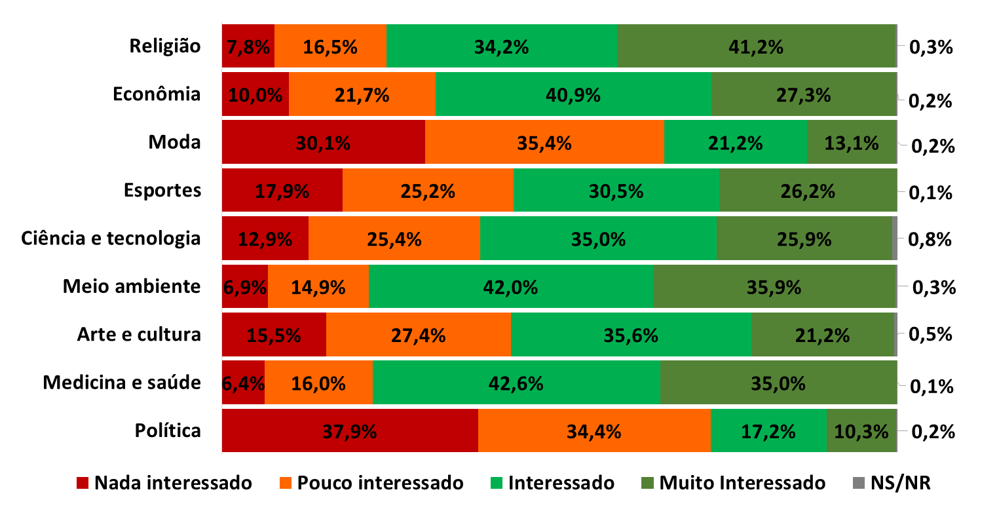 Religião 7,8% 16,5% 34,2% 41,2% 0,3%
Econômia 10,0% 21,7% 40,9% 27,3% 0,2%
Moda 30,1% 35,4% 21,2% 13,1% 0,2%
Esportes 17,9% 25,2% 30,5% 26,2% 0,1%
Ciência e tecnologia 12,9% 25,4% 35,0% 25,9% 0,8%
Meio ambiente 6,9% 14,9% 42,0% 35,9% 0,3%
Arte e cultura 15,5% 27,4% 35,6% 21,2% 0,5%
Medicina e saúde 6,4% 16,0% 42,6% 35,0% 0,1%
Política 37,9% 34,4% 17,2% 10,3% 0,2%
Nada interessado Pouco interessado Interessado Muito Interessado NS/NR